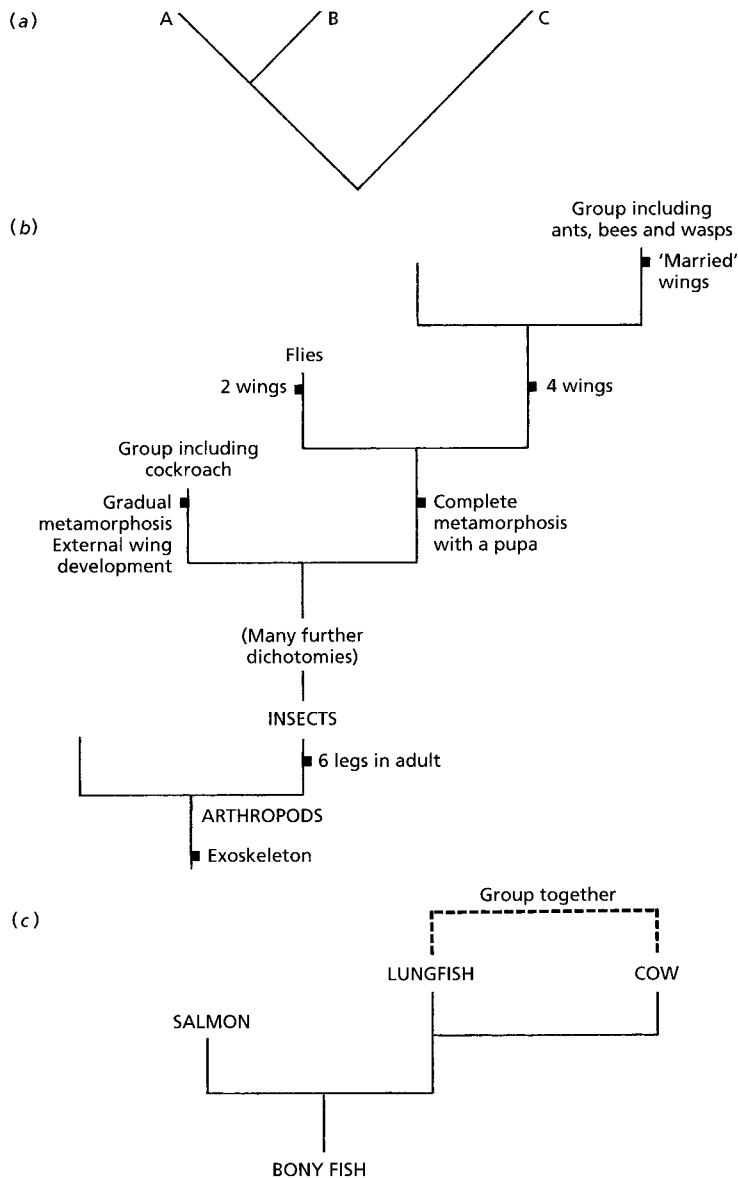 (a)
A
B
C
(b)
Group including
ants, bees and wasps
'Married'
wings
Flies
2 wings
4 wings
Group including
cockroach
Gradual
metamorphosis
External wing
development
Complete
metamorphosis
with a pupa
(Many further
dichotomies)
INSECTS
6 legs in adult
ARTHROPODS
Exoskeleton
(c)
Group together
LUNGFISH
COW
SALMON
BONY FISH